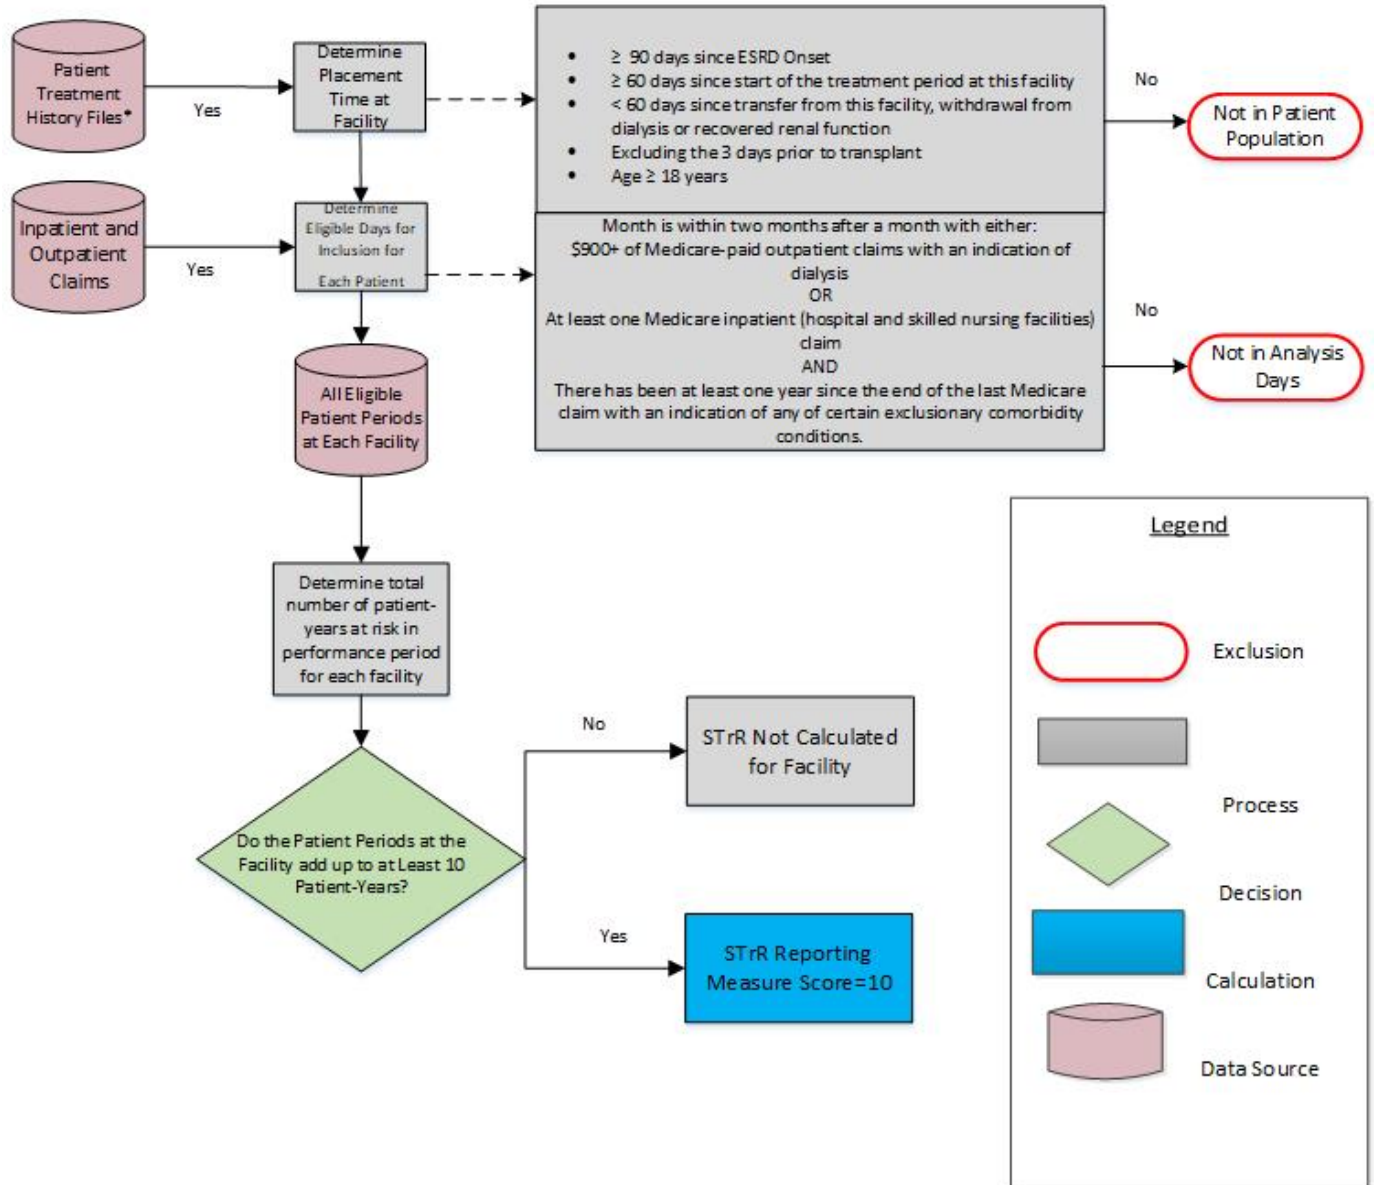 Patient
Treatment
History Files*
Yes
Determine
Placement
Time at
Facility
• ≥ 90 days since ESRD Onset
• ≥ 60 days since start of the treatment period at this facility
• < 60 days since transfer from this facility, withdrawal from
dialysis or recovered renal function
• Excluding the 3 days prior to transplant
• Age ≥ 18 years
No
Not in Patient
Population
Inpatient and
Outpatient
Claims
Yes
Determine
Eligible Days for
Inclusion for
Each Patient
Month is within two months after a month with either:
$900+ of Medicare-paid outpatient claims with an indication of
dialysis
OR
At least one Medicare inpatient (hospital and skilled nursing facilities)
claim
AND
There has been at least one year since the end of the last Medicare
claim with an indication of any of certain exclusionary comorbidity
conditions.
No
Not in Analysis
Days
All Eligible
Patient Periods
at Each Facility
Determine total
number of patient-
years at risk in
performance period
for each facility
Do the Patient Periods at the
Facility add up to at Least 10
Patient-Years?
No
STrR Not Calculated
for Facility
Yes
STrR Reporting
Measure Score=10
Legend
Exclusion
Process
Decision
Calculation
Data Source